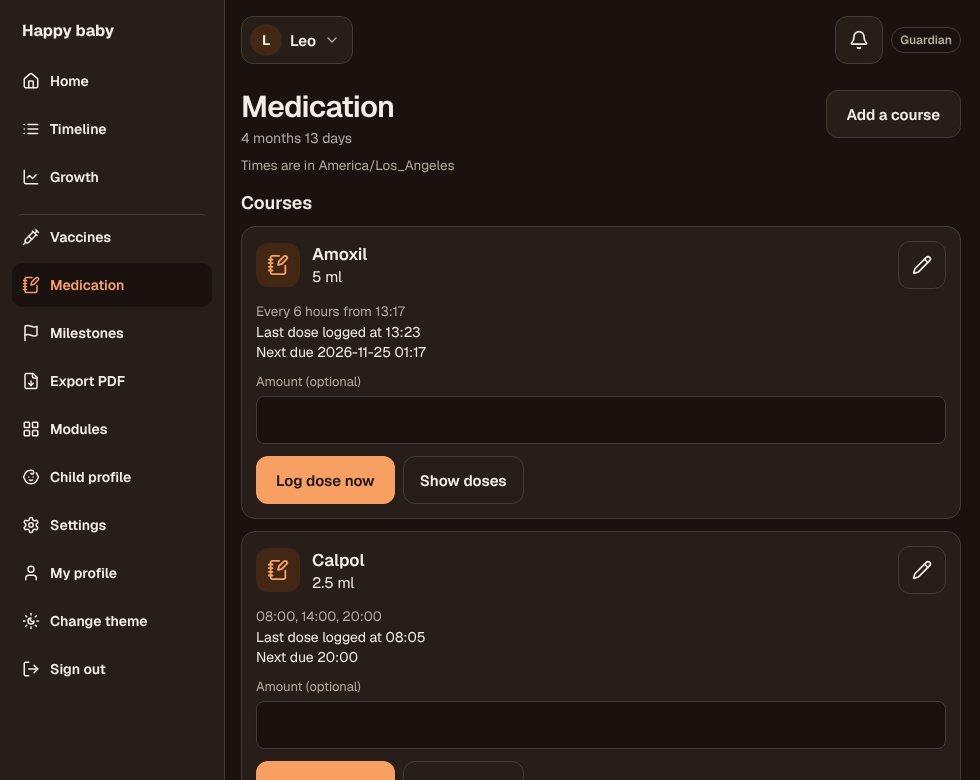 Happy baby
Home
Timeline
Growth
Vaccines
Medication
Milestones
Export PDF
Modules
Child profile
Settings
My profile
Change theme
Sign out
L Leo
Guardian
Medication
4 months 13 days
Times are in America/Los_Angeles
Add a course
Courses
Amoxil
5 ml
Every 6 hours from 13:17
Last dose logged at 13:23
Next due 2026-11-25 01:17
Amount (optional)
Log dose now
Show doses
Calpol
2.5 ml
08:00, 14:00, 20:00
Last dose logged at 08:05
Next due 20:00
Amount (optional)